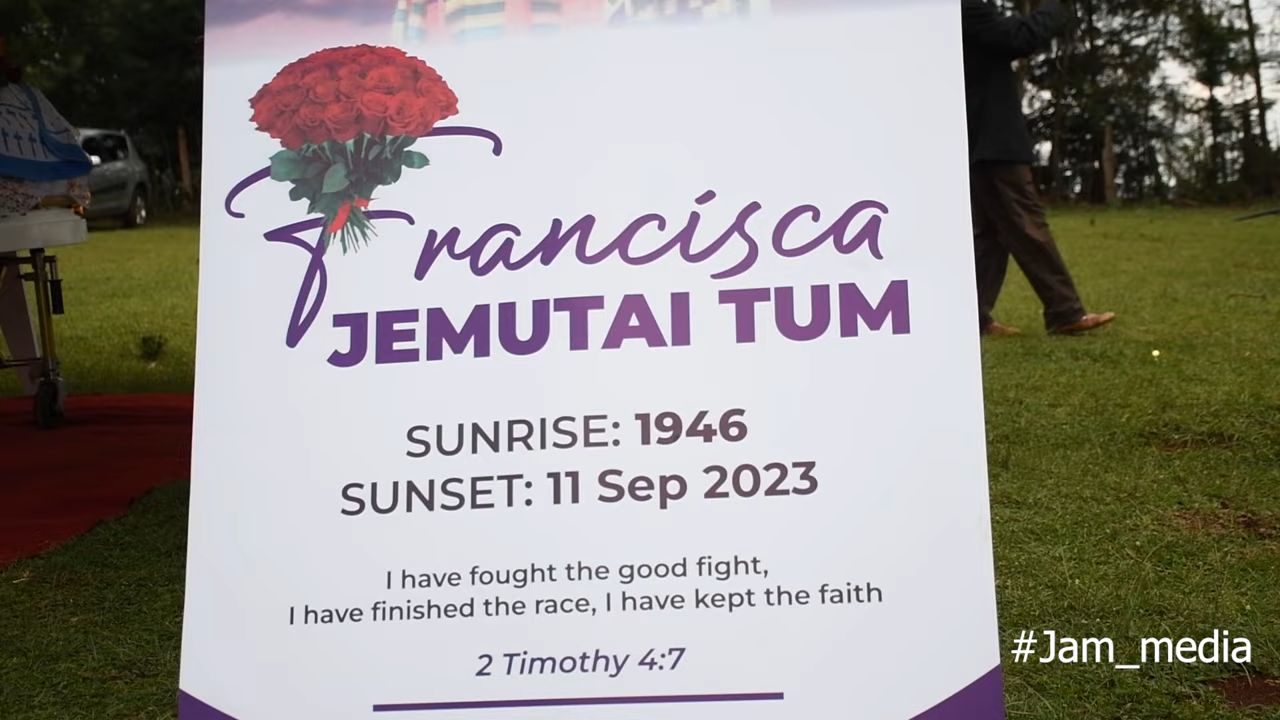 Francisca
JEMUTAI TUM
SUNRISE: 1946
SUNSET: 11 Sep 2023
I have fought the good fight,
I have finished the race, I have kept the faith
2 Timothy 4:7
#Jam_media